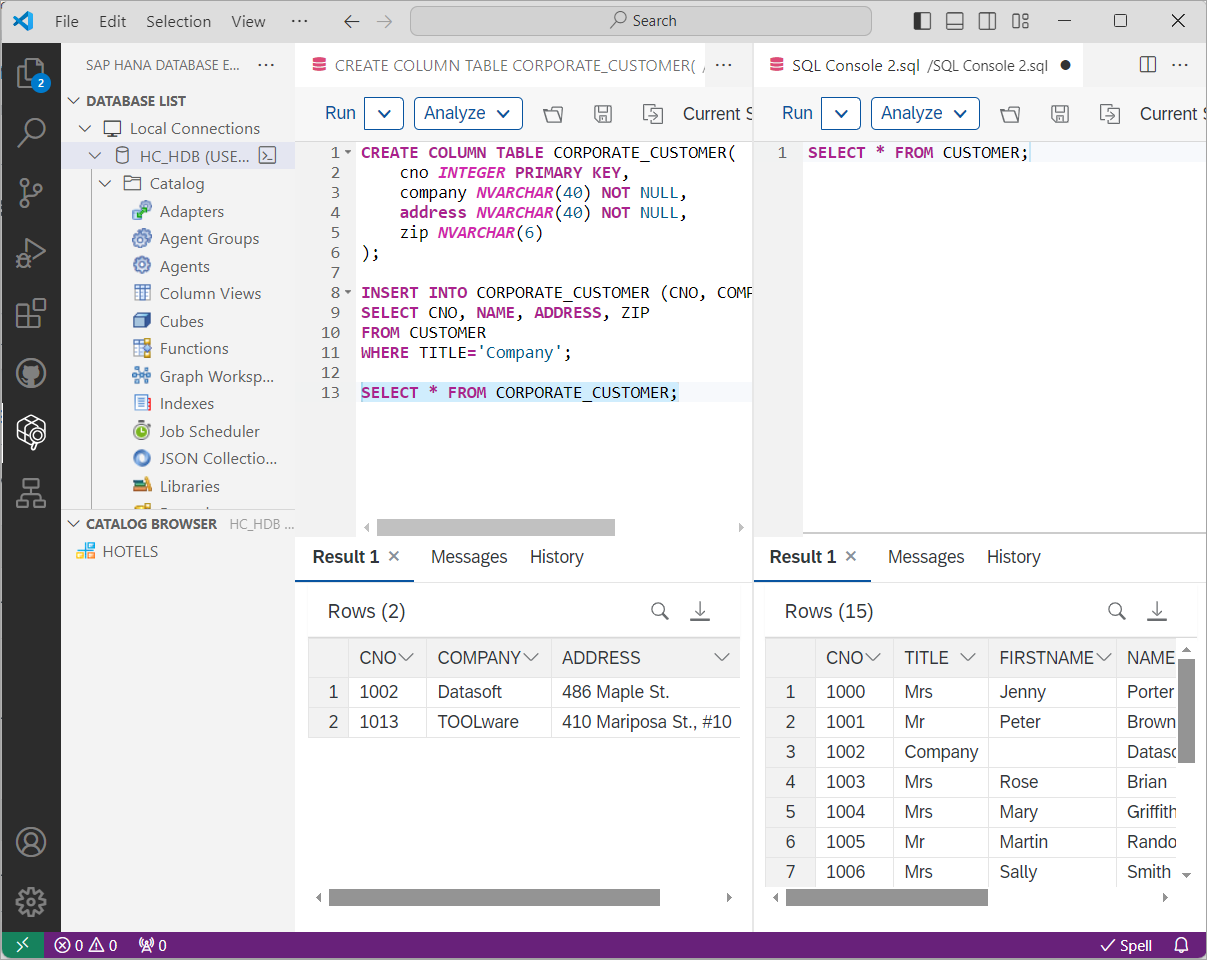 File Edit Selection View ··· Search
SAP HANA DATABASE E... ···
DATABASE LIST
Local Connections
HC_HDB (USE...
Catalog
Adapters
Agent Groups
Agents
Column Views
Cubes
Functions
Graph Worksp...
Indexes
Job Scheduler
JSON Collectio...
Libraries
CATALOG BROWSER HC_HDB ...
HOTELS
2
CREATE COLUMN TABLE CORPORATE_CUSTOMER( / ···
Run Analyze Current S
1 CREATE COLUMN TABLE CORPORATE_CUSTOMER(
2 cno INTEGER PRIMARY KEY,
3 company NVARCHAR(40) NOT NULL,
4 address NVARCHAR(40) NOT NULL,
5 zip NVARCHAR(6)
6 );
7
8 INSERT INTO CORPORATE_CUSTOMER (CNO, COMP
9 SELECT CNO, NAME, ADDRESS, ZIP
10 FROM CUSTOMER
11 WHERE TITLE='Company';
12
13 SELECT * FROM CORPORATE_CUSTOMER;
Result 1 × Messages History
Rows (2)
CNO COMPANY ADDRESS
1 1002 Datasoft 486 Maple St.
2 1013 TOOLware 410 Mariposa St., #10
SQL Console 2.sql /SQL Console 2.sql ● ···
Run Analyze Current S
1 SELECT * FROM CUSTOMER;
Result 1 × Messages History
Rows (15)
CNO TITLE FIRSTNAME NAME
1 1000 Mrs Jenny Porter
2 1001 Mr Peter Brown
3 1002 Company Datasc
4 1003 Mrs Rose Brian
5 1004 Mrs Mary Griffith
6 1005 Mr Martin Rando
7 1006 Mrs Sally Smith
0 0 0 Spell